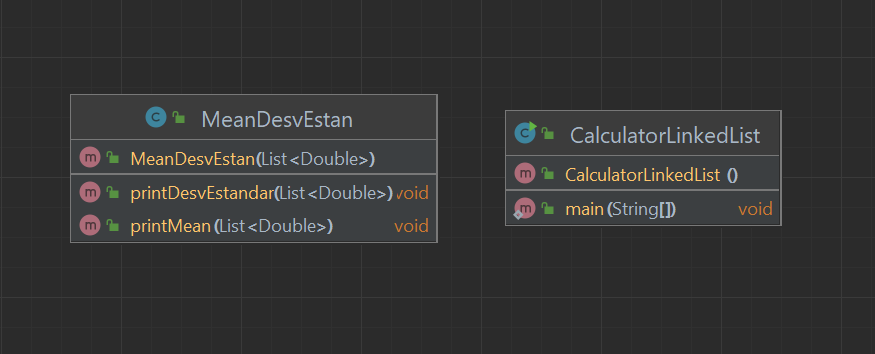 MeanDesvEstan
MeanDesvEstan(List<Double>)
printDesvEstandar(List<Double>) void
printMean(List<Double>) void
CalculatorLinkedList
CalculatorLinkedList ()
main(String[]) void